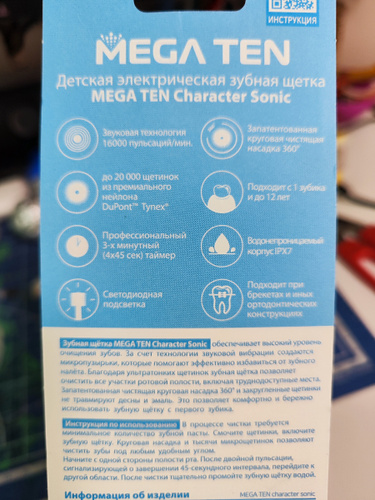 ИНСТРУКЦИЯ
MEGA TEN
Детская электрическая зубная щетка
MEGA TEN Character Sonic
Звуковая технология
18000 пульсаций/мин.
Запатентованная
круговая чистящая
насадка 360°
до 20 000 щетинок
из премиального
нейлона
DuPont™ Tynex®
Подходит с 1 зубика
и до 12 лет
Профессиональный
3-х минутный
(4х45 сек) таймер
Водонепроницаемый
корпус IPX7
Светодиодная
подсветка
Подходит при
брекетах и иных
ортодонтических
конструкциях
Зубная щётка MEGA TEN Character Sonic обеспечивает высокий уровень
очищения зубов. За счет технологии звуковой вибрации создаются
микропузырьки, которые помогают эффективно избавиться от зубного
налёта. Благодаря ультратонким щетинок зубная щётка позволяет
очистить все участки ротовой полости, включая труднодоступные места.
Запатентованная чистящая круговая насадка 360° и закругленные щетинки
не травмируют десны и эмаль. Это позволяет комфортно и бережно
использовать зубную щётку с первого зубика.
Инструкция по использованию В процессе чистки требуется
минимальное количество зубной пасты. Смочите щетинки, включите
зубную щётку. Круговая насадка и тысячи микрощетинок позволяют
чистить зубы под любым удобным углом.
Начните с одной стороны полости рта. После двойной пульсации,
сигнализирующей о завершении 45-секундного интервала, перейдите к
другой области. После чистки тщательно промойте зубную щётку водой.
Информация об изделии
MEGA TEN character sonic